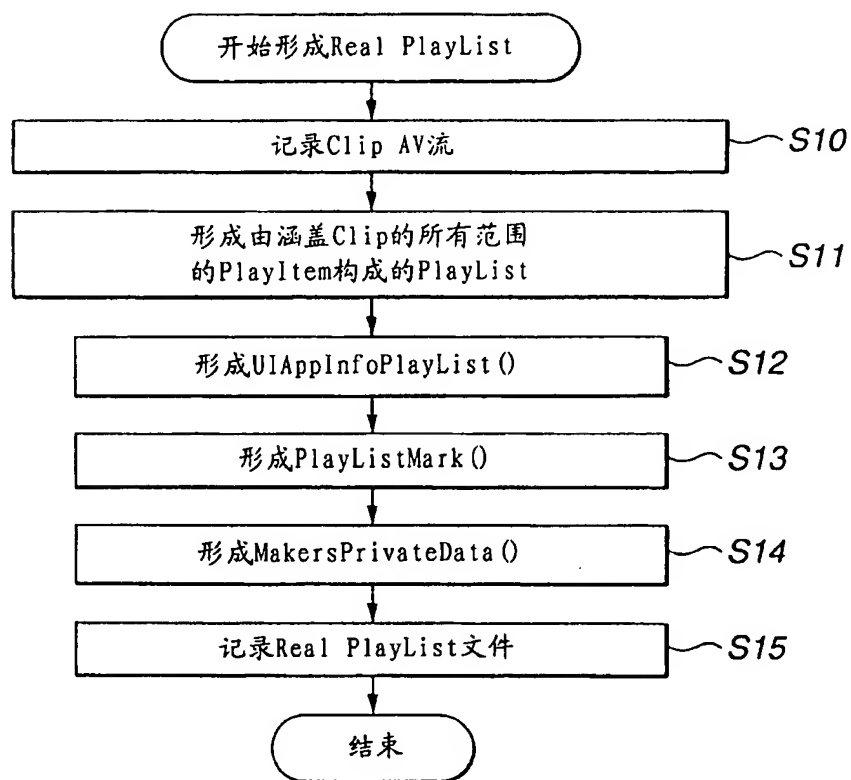 开始形成Real PlayList
记录Clip AV流
S10
形成由涵盖Clip的所有范围
的PlayItem构成的PlayList
S11
形成UIAppInfoPlayList()
S12
形成PlayListMark()
S13
形成MakersPrivateData()
S14
记录Real PlayList文件
S15
结束